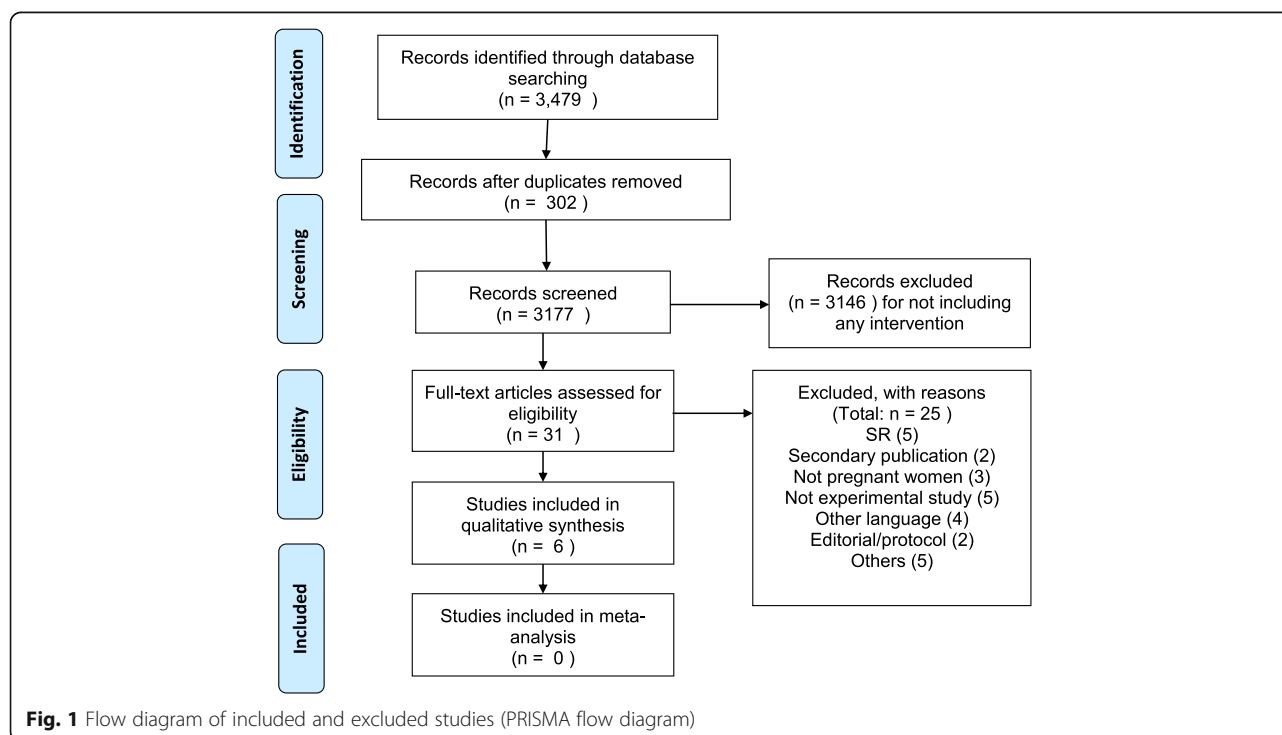 Identification
Records identified through database
searching
(n = 3,479 )
Records after duplicates removed
(n = 302 )
Screening
Records screened
(n = 3177 )
Records excluded
(n = 3146 ) for not including
any intervention
Eligibility
Full-text articles assessed for
eligibility
(n = 31 )
Excluded, with reasons
(Total: n = 25 )
SR (5)
Secondary publication (2)
Not pregnant women (3)
Not experimental study (5)
Other language (4)
Editorial/protocol (2)
Others (5)
Studies included in
qualitative synthesis
(n = 6 )
Included
Studies included in meta-
analysis
(n = 0 )
Fig. 1 Flow diagram of included and excluded studies (PRISMA flow diagram)